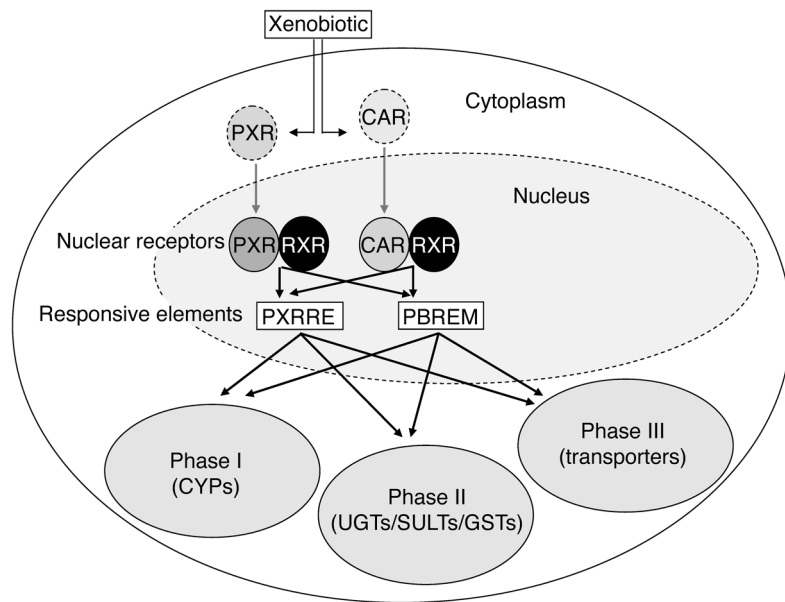 Xenobiotic
Cytoplasm
PXR
CAR
Nucleus
Nuclear receptors
PXR
RXR
CAR
RXR
Responsive elements
PXRRE
PBREM
Phase I
(CYPs)
Phase II
(UGTs/SULTs/GSTs)
Phase III
(transporters)